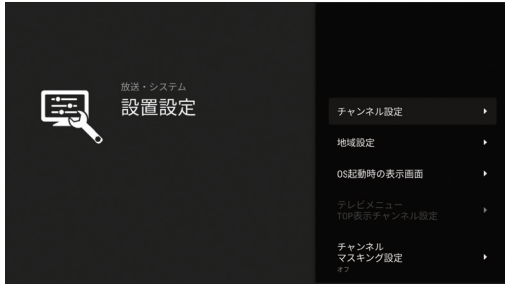 放送・システム
設置設定
チャンネル設定
地域設定
OS起動時の表示画面
テレビメニュー
TOP表示チャンネル設定
チャンネル
マスキング設定
オフ